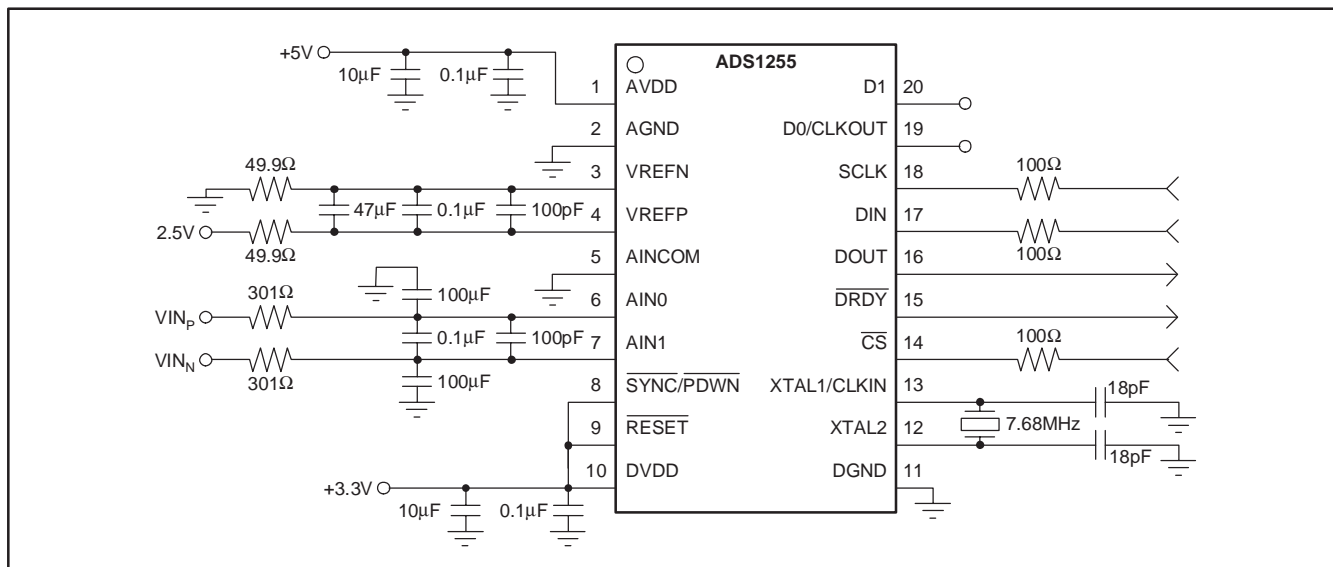 ADS1255
+5V
10μF
0.1μF
1 AVDD
D1 20
2 AGND
D0/CLKOUT 19
49.9Ω
3 VREFN
SCLK 18
100Ω
47μF
0.1μF
100pF
4 VREFP
DIN 17
2.5V
49.9Ω
100Ω
5 AINCOM
DOUT 16
301Ω
100μF
6 AIN0
DRDY 15
VINP
0.1μF
100pF
7 AIN1
CS 14
100Ω
VINN
301Ω
100μF
8 SYNC/PDWN
XTAL1/CLKIN 13
18pF
9 RESET
XTAL2 12
7.68MHz
18pF
10 DVDD
DGND 11
+3.3V
10μF
0.1μF